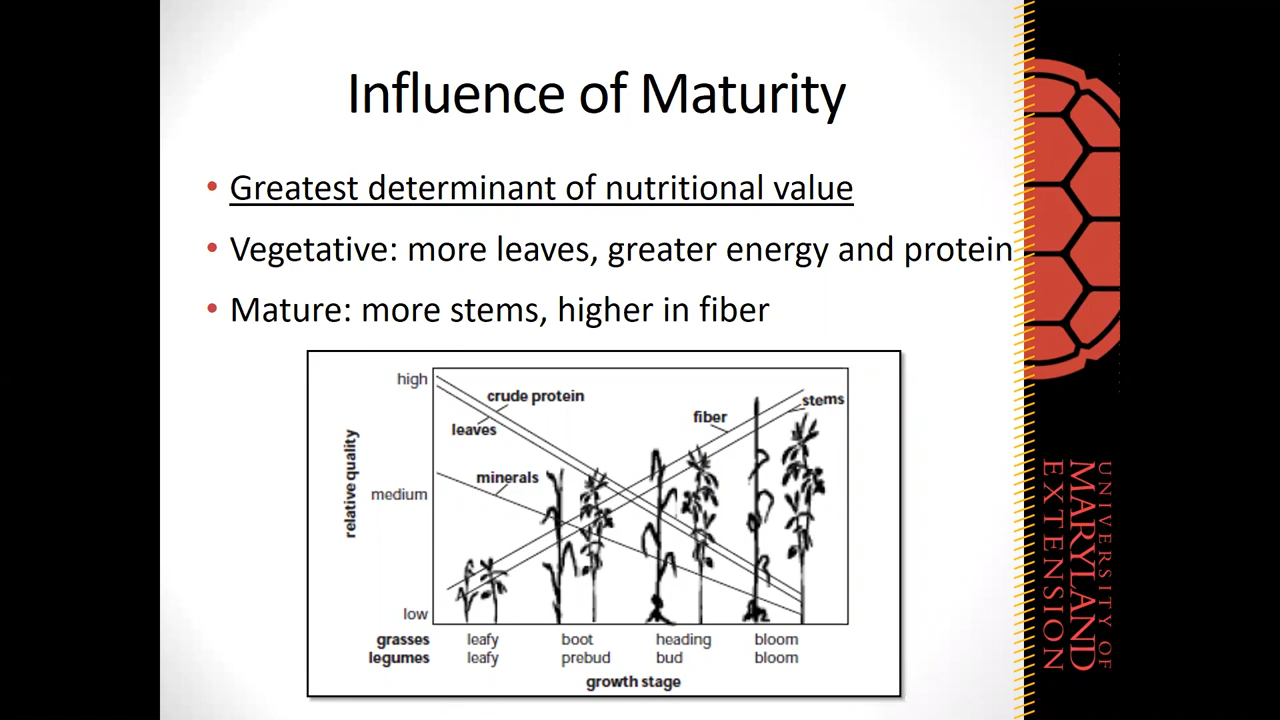 Influence of Maturity
• Greatest determinant of nutritional value
• Vegetative: more leaves, greater energy and protein
• Mature: more stems, higher in fiber
high
crude protein
leaves
fiber
stems
minerals
relative quality
medium
low
grasses leafy boot heading bloom
legumes leafy prebud bud bloom
growth stage
UNIVERSITY OF
MARYLAND
EXTENSION